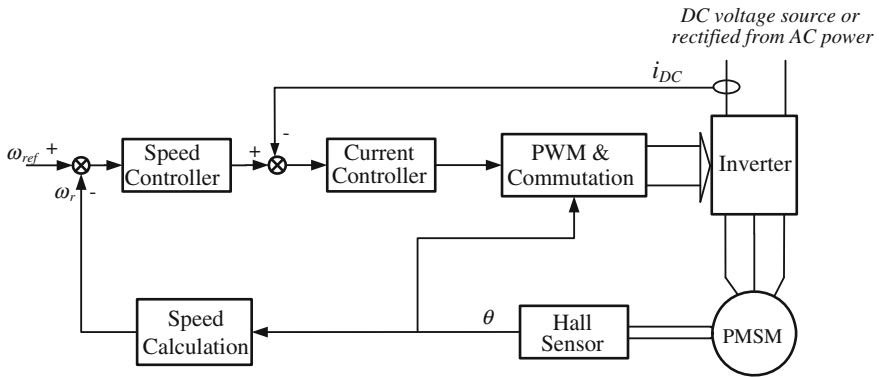 DC voltage source or
rectified from AC power
i_DC
-
ω_ref +
Speed
Controller
+
Current
Controller
PWM &
Commutation
Inverter
ω_r -
Speed
Calculation
θ
Hall
Sensor
PMSM